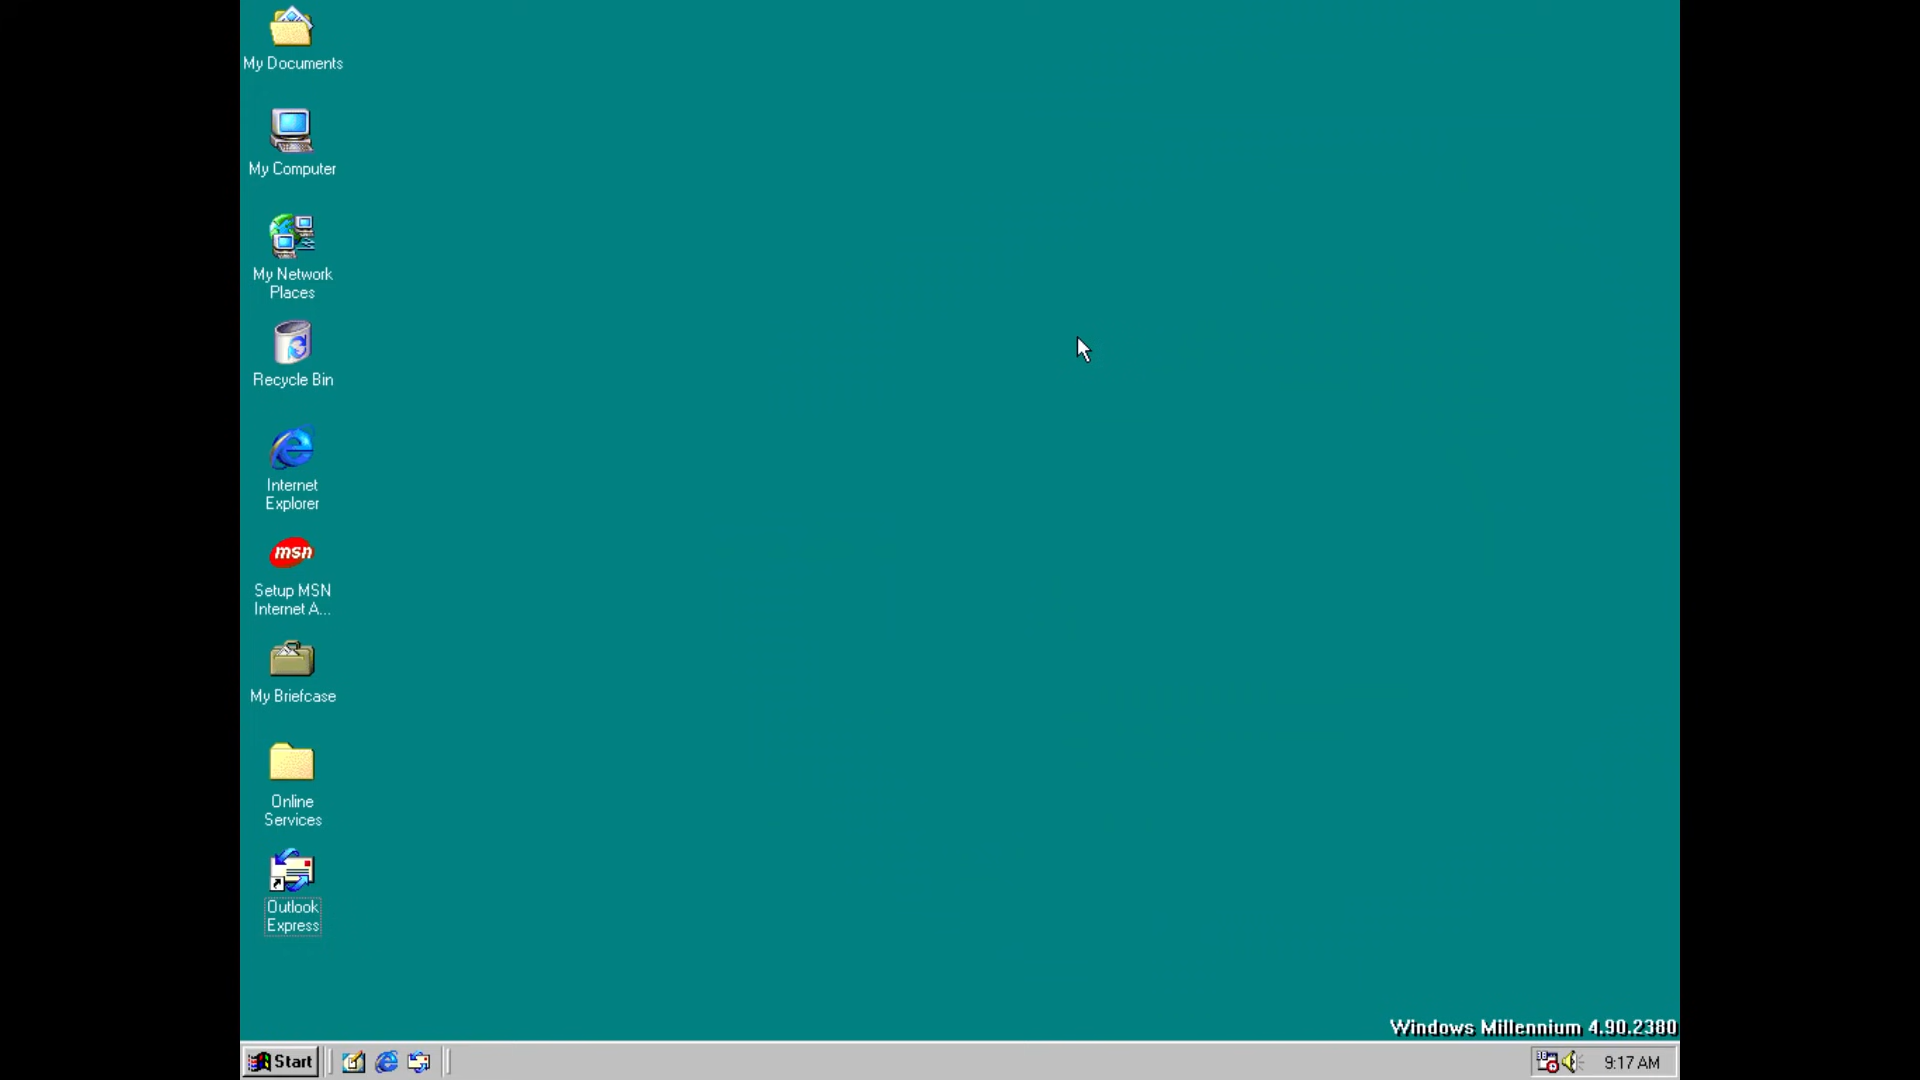 My Documents
My Computer
My Network
Places
Recycle Bin
Internet
Explorer
msn
Setup MSN
Internet A...
My Briefcase
Online
Services
Outlook
Express
Windows Millennium 4.90.2380
Start
9:17 AM